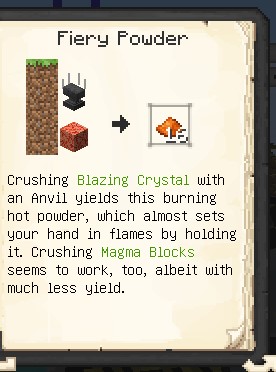 Fiery Powder
Crushing Blazing Crystal with
an Anvil yields this burning
hot powder, which almost sets
your hand in flames by holding
it. Crushing Magma Blocks
seems to work, too, albeit with
much less yield.